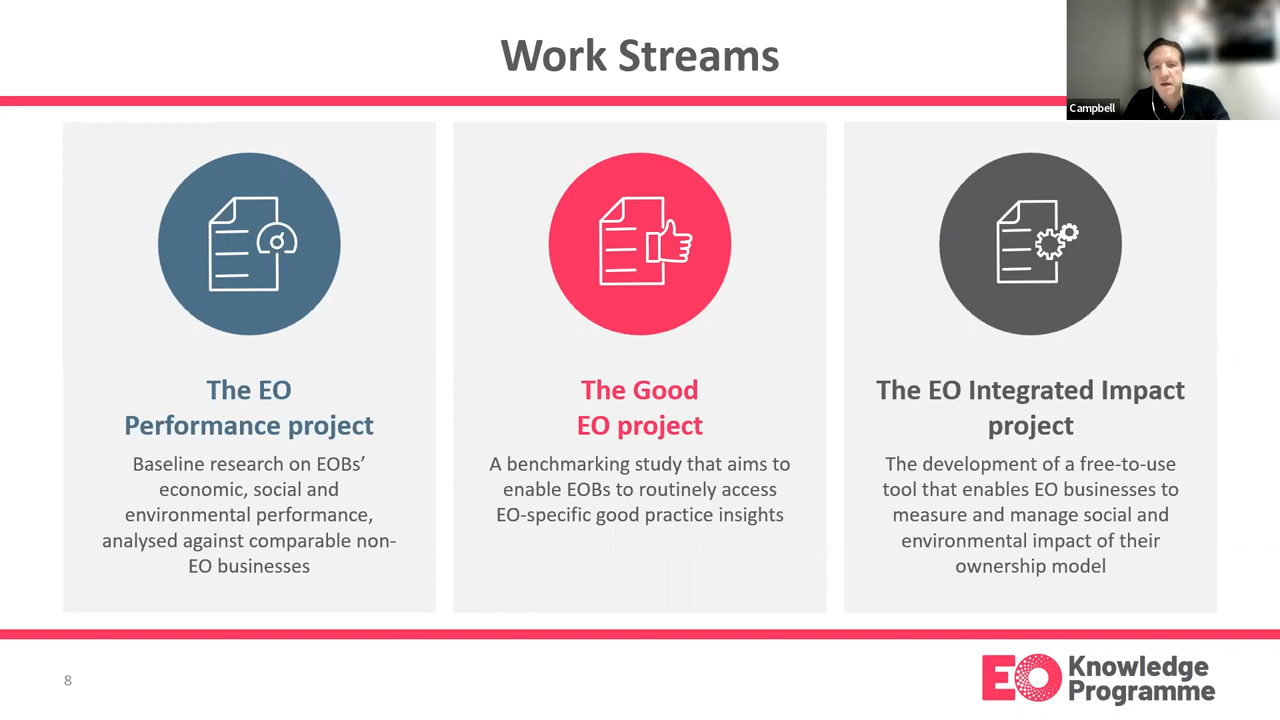 Work Streams
Campbell
The EO
Performance project
Baseline research on EOBs’
economic, social and
environmental performance,
analysed against comparable non-
EO businesses
The Good
EO project
A benchmarking study that aims to
enable EOBs to routinely access
EO-specific good practice insights
The EO Integrated Impact
project
The development of a free-to-use
tool that enables EO businesses to
measure and manage social and
environmental impact of their
ownership model
8
EO Knowledge
Programme